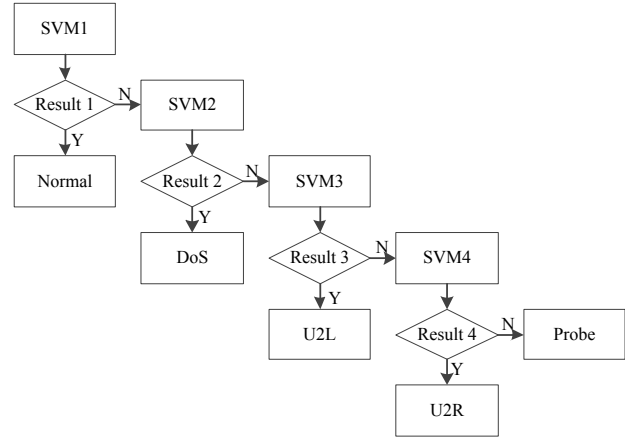 SVM1
Result 1
N
SVM2
Y
Normal
Result 2
N
SVM3
Y
DoS
Result 3
N
SVM4
Y
U2L
Result 4
N
Probe
Y
U2R